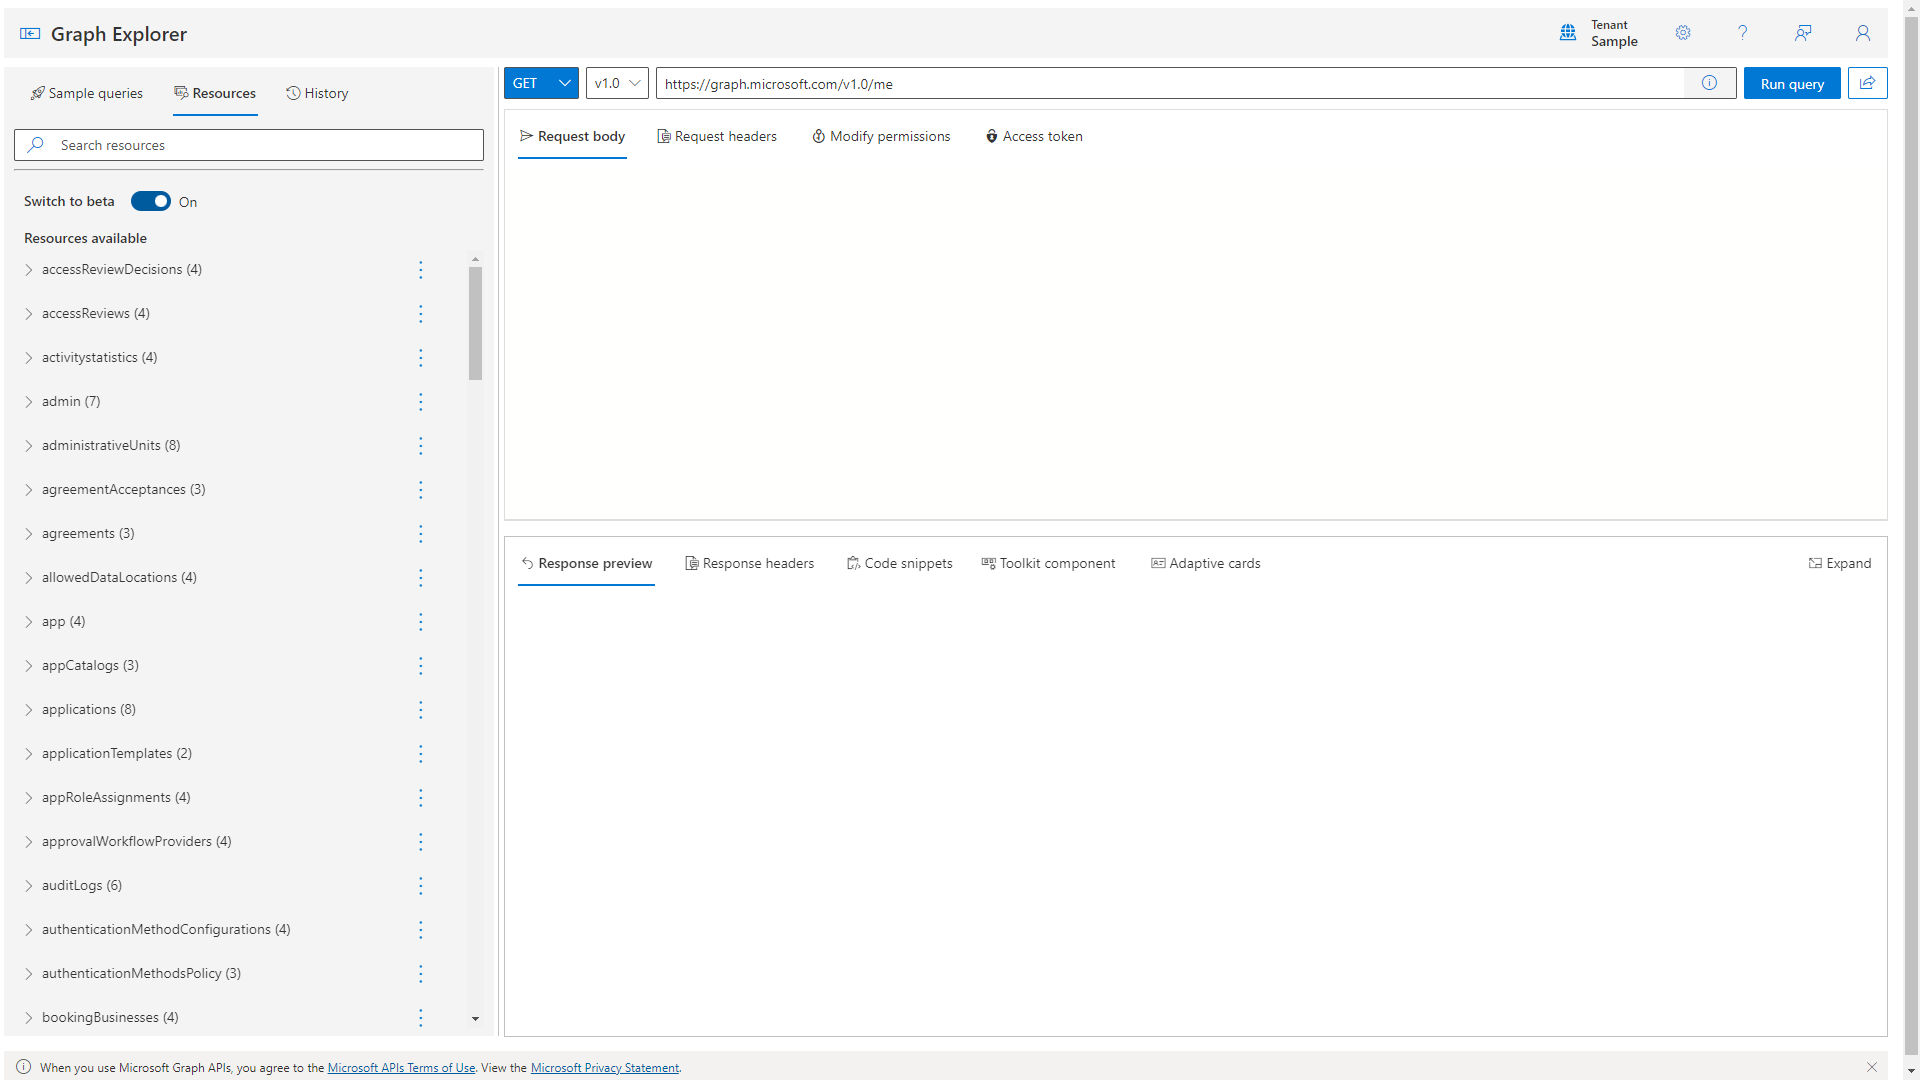 Graph Explorer
Tenant
Sample
Sample queries
Resources
History
Search resources
Switch to beta
On
Resources available
accessReviewDecisions (4)
accessReviews (4)
activitystatistics (4)
admin (7)
administrativeUnits (8)
agreementAcceptances (3)
agreements (3)
allowedDataLocations (4)
app (4)
appCatalogs (3)
applications (8)
applicationTemplates (2)
appRoleAssignments (4)
approvalWorkflowProviders (4)
auditLogs (6)
authenticationMethodConfigurations (4)
authenticationMethodsPolicy (3)
bookingBusinesses (4)
GET
v1.0
https://graph.microsoft.com/v1.0/me
Run query
Request body
Request headers
Modify permissions
Access token
Response preview
Response headers
Code snippets
Toolkit component
Adaptive cards
Expand
When you use Microsoft Graph APIs, you agree to the Microsoft APIs Terms of Use. View the Microsoft Privacy Statement.